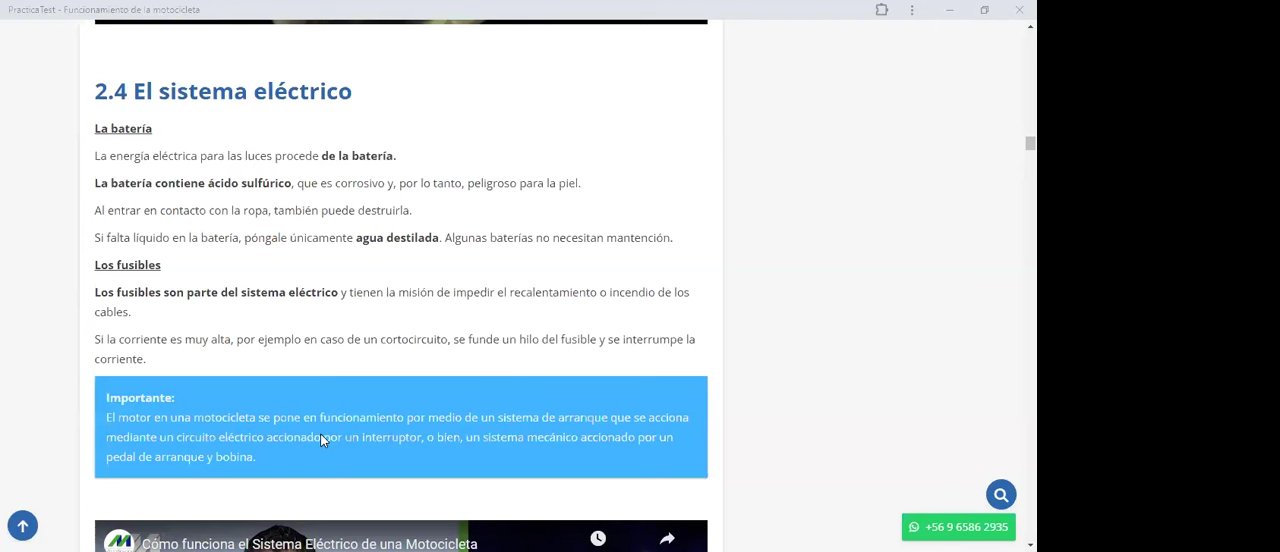 PracticaTest - Funcionamiento de la motocicleta
2.4 El sistema eléctrico
La batería
La energía eléctrica para las luces procede de la batería.
La batería contiene ácido sulfúrico, que es corrosivo y, por lo tanto, peligroso para la piel.
Al entrar en contacto con la ropa, también puede destruirla.
Si falta líquido en la batería, póngale únicamente agua destilada. Algunas baterías no necesitan mantención.
Los fusibles
Los fusibles son parte del sistema eléctrico y tienen la misión de impedir el recalentamiento o incendio de los
cables.
Si la corriente es muy alta, por ejemplo en caso de un cortocircuito, se funde un hilo del fusible y se interrumpe la
corriente.
Importante:
El motor en una motocicleta se pone en funcionamiento por medio de un sistema de arranque que se acciona
mediante un circuito eléctrico accionado por un interruptor, o bien, un sistema mecánico accionado por un
pedal de arranque y bobina.
+56 9 6586 2935
Cómo funciona el Sistema Eléctrico de una Motocicleta